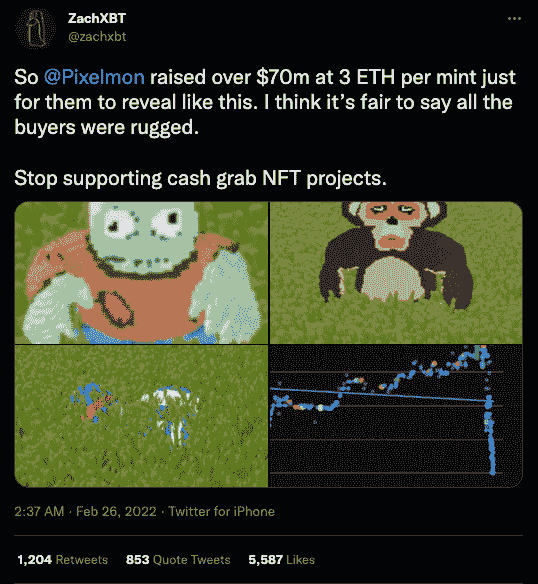 ZachXBT
@zachxbt
So @Pixelmon raised over $70m at 3 ETH per mint just
for them to reveal like this. I think it's fair to say all the
buyers were rugged.
Stop supporting cash grab NFT projects.
2:37 AM · Feb 26, 2022 · Twitter for iPhone
1,204 Retweets 853 Quote Tweets 5,587 Likes